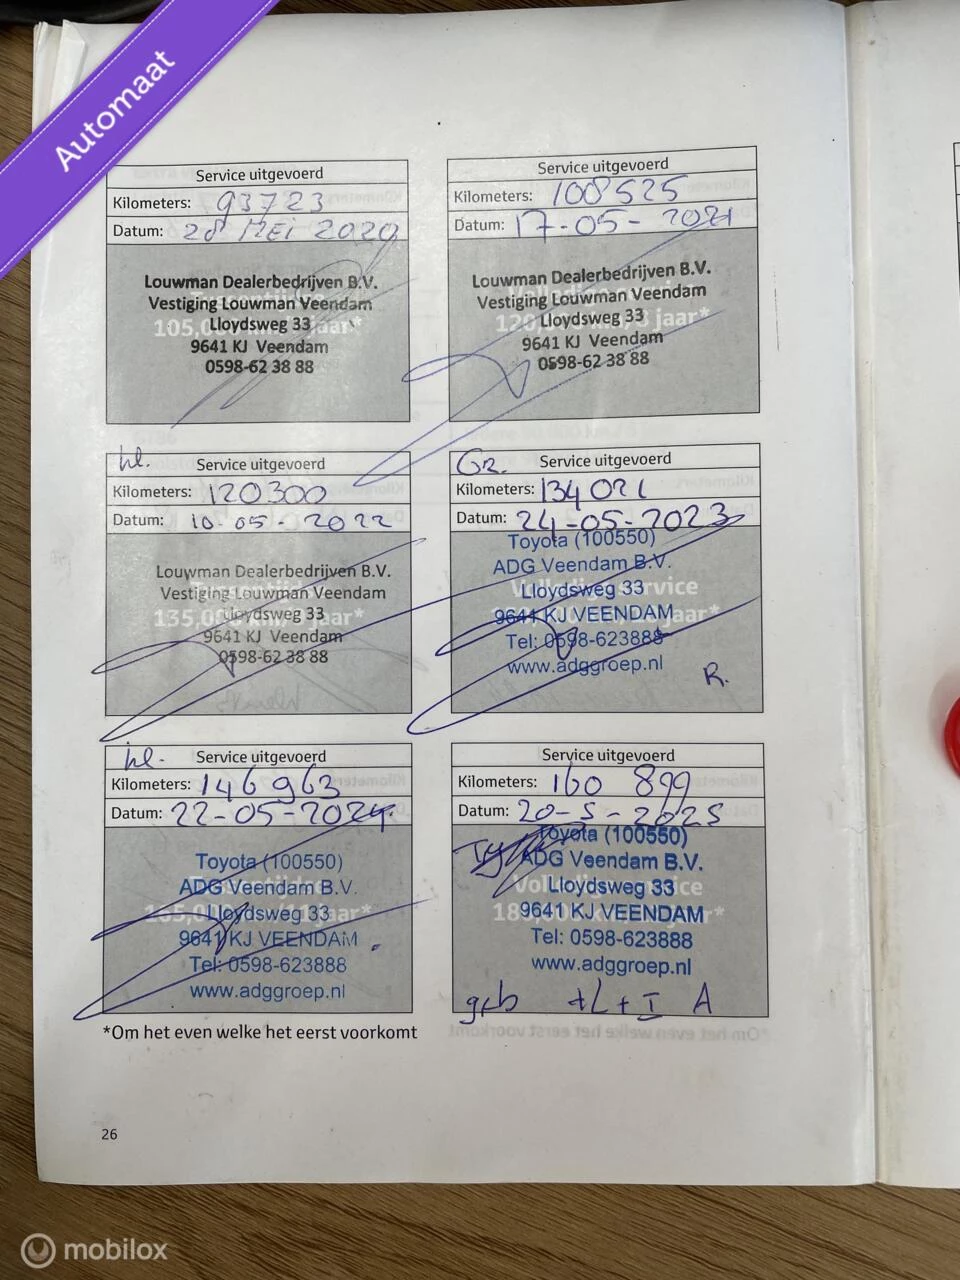 Automaat
Service uitgevoerd
Kilometers: 93723
Datum: 28 MEI 2020
Louwman Dealerbedrijven B.V.
Vestiging Louwman Veendam
Lloydsweg 33
9641 KJ Veendam
0598-62 38 88
Service uitgevoerd
Kilometers: 108525
Datum: 17-05-2021
Louwman Dealerbedrijven B.V.
Vestiging Louwman Veendam
Lloydsweg 33
9641 KJ Veendam
0598-62 38 88
hl. Service uitgevoerd
Kilometers: 120300
Datum: 10-05-2022
Louwman Dealerbedrijven B.V.
Vestiging Louwman Veendam
Lloydsweg 33
9641 KJ Veendam
0598-62 38 88
Gr. Service uitgevoerd
Kilometers: 134021
Datum: 24-05-2023
Toyota (100550)
ADG Veendam B.V.
Lloydsweg 33
9641 KJ VEENDAM
Tel: 0598-623888
www.adggroep.nl
R.
hl. Service uitgevoerd
Kilometers: 146963
Datum: 22-05-2024
Toyota (100550)
ADG Veendam B.V.
Lloydsweg 33
9641 KJ VEENDAM
Tel: 0598-623888
www.adggroep.nl
Service uitgevoerd
Kilometers: 160 899
Datum: 20-5-2025
Toyota (100550)
ADG Veendam B.V.
Lloydsweg 33
9641 KJ VEENDAM
Tel: 0598-623888
www.adggroep.nl
+L+I A
*Om het even welke het eerst voorkomt
26
mobilox